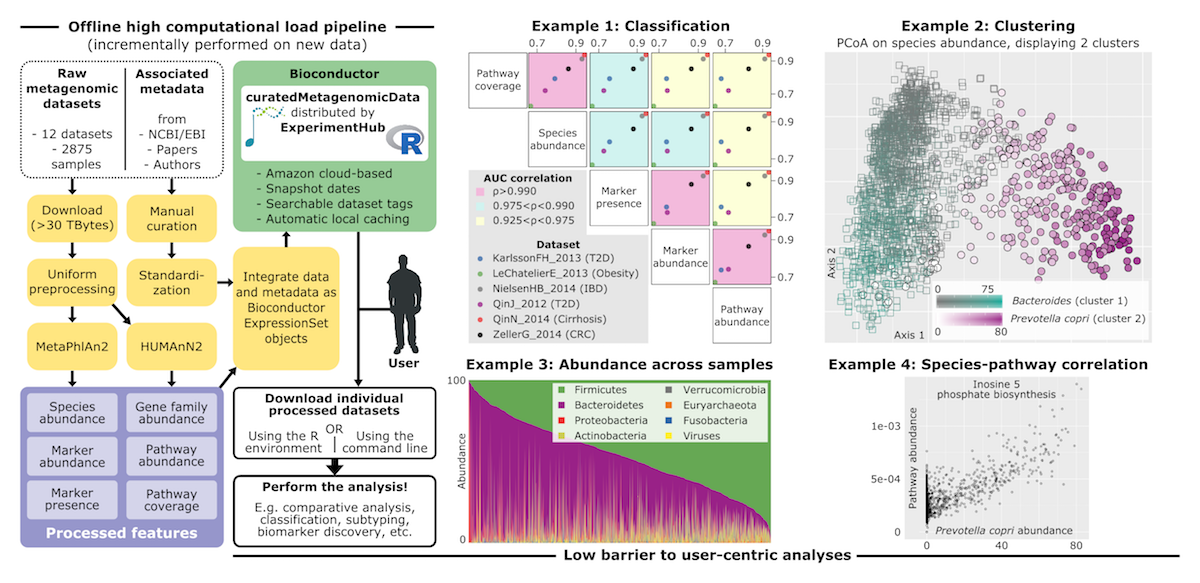 Offline high computational load pipeline
(incrementally performed on new data)
Raw
metagenomic
datasets
- 12 datasets
- 2875
samples
Associated
metadata
from
- NCBI/EBI
- Papers
- Authors
Download
(>30 TBytes)
Manual
curation
Uniform
preprocessing
Standardi-
zation
MetaPhlAn2
HUMAnN2
Integrate data
and metadata as
Bioconductor
ExpressionSet
objects
Species
abundance
Gene family
abundance
Marker
abundance
Pathway
abundance
Marker
presence
Pathway
coverage
Processed features
Bioconductor
curatedMetagenomicData
distributed by
ExperimentHub
R
- Amazon cloud-based
- Snapshot dates
- Searchable dataset tags
- Automatic local caching
User
Download individual
processed datasets
Using the R
environment
OR
Using the
command line
Perform the analysis!
E.g. comparative analysis,
classification, subtyping,
biomarker discovery, etc.
Low barrier to user-centric analyses
Example 1: Classification
0.7 0.9 0.7 0.9
Pathway
coverage
0.9
0.7
Species
abundance
0.9
0.7
Marker
presence
0.9
0.7
Marker
abundance
0.9
0.7
Pathway
abundance
AUC correlation
p>0.990
0.975<p<0.990
0.925<p<0.975
Dataset
KarlssonFH_2013 (T2D)
LeChatelierE_2013 (Obesity)
NielsenHB_2014 (IBD)
QinJ_2012 (T2D)
QinN_2014 (Cirrhosis)
ZellerG_2014 (CRC)
Example 2: Clustering
PCoA on species abundance, displaying 2 clusters
Axis 2
Axis 1
0 75
Bacteroides (cluster 1)
Prevotella copri (cluster 2)
0 80
Example 3: Abundance across samples
100
Abundance
0
Firmicutes
Bacteroidetes
Proteobacteria
Actinobacteria
Verrucomicrobia
Euryarchaeota
Fusobacteria
Viruses
Example 4: Species-pathway correlation
Inosine 5
phosphate biosynthesis
Pathway abundance
1e-03
5e-04
0
Prevotella copri abundance
0 40 80